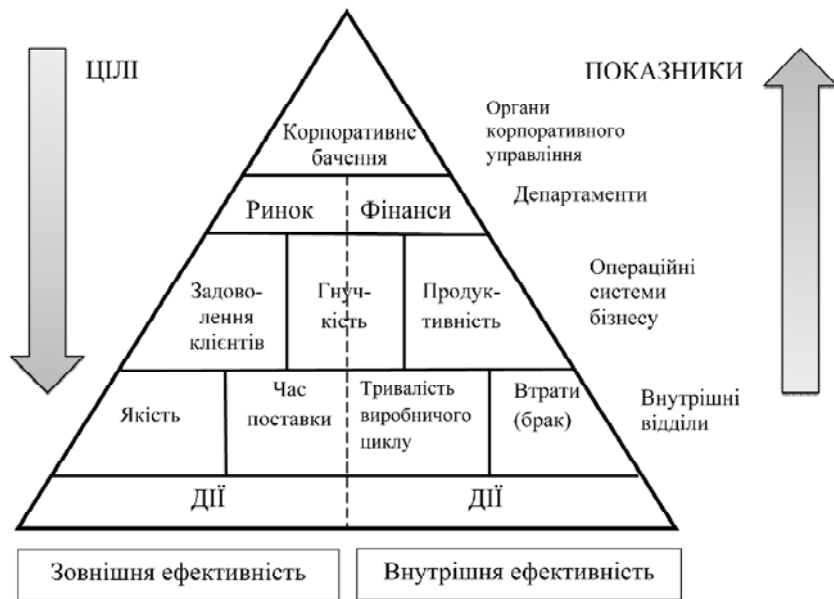 ЦІЛІ
ПОКАЗНИКИ
Корпоративне
бачення
Органи
корпоративного
управління
Ринок
Фінанси
Департаменти
Задово-
лення
клієнтів
Гнуч-
кість
Продук-
тивність
Операційні
системи
бізнесу
Якість
Час
поставки
Тривалість
виробничого
циклу
Втрати
(брак)
Внутрішні
відділи
ДІЇ
ДІЇ
Зовнішня ефективність
Внутрішня ефективність